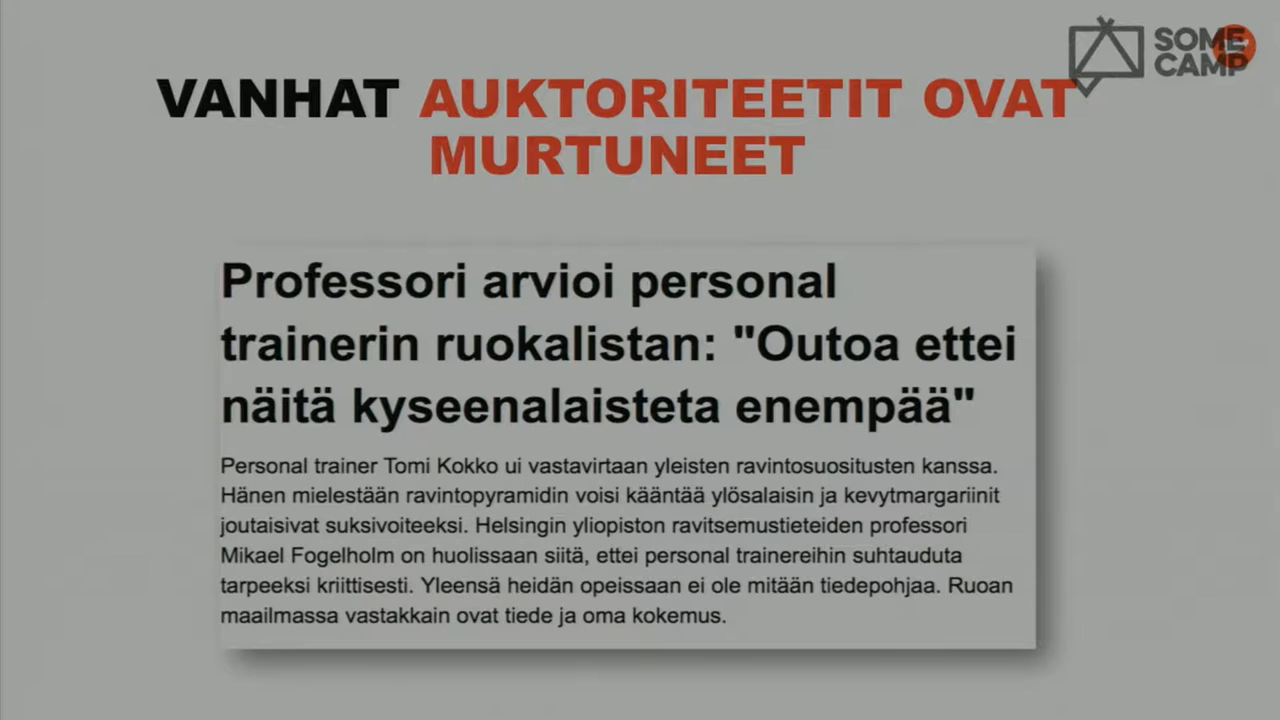 SOME
CAMP
VANHAT AUKTORITEETIT OVAT
MURTUNEET
Professori arvioi personal
trainerin ruokalistan: "Outoa ettei
näitä kyseenalaisteta enempää"
Personal trainer Tomi Kokko ui vastavirtaan yleisten ravintosuositusten kanssa.
Hänen mielestään ravintopyramidin voisi kääntää ylösalaisin ja kevytmargariinit
joutaisivat suksivoiteeksi. Helsingin yliopiston ravitsemustieteiden professori
Mikael Fogelholm on huolissaan siitä, ettei personal trainereihin suhtauduta
tarpeeksi kriittisesti. Yleensä heidän opeissaan ei ole mitään tiedepohjaa. Ruoan
maailmassa vastakkain ovat tiede ja oma kokemus.